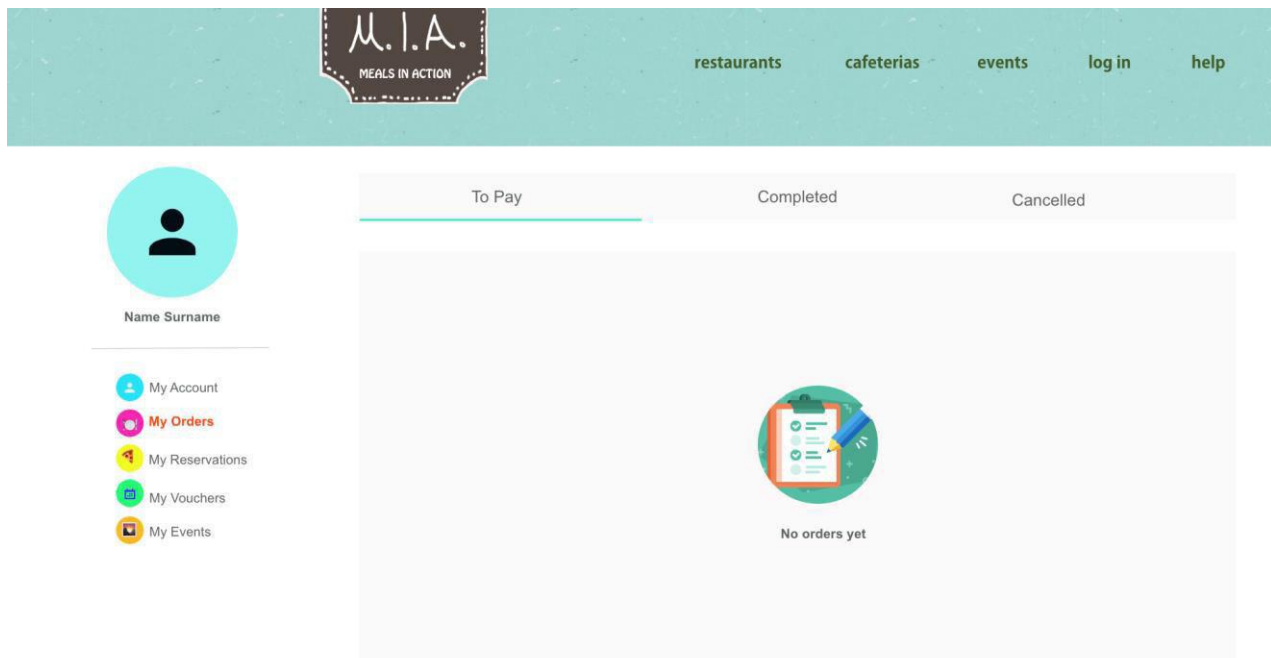 M.I.A.
MEALS IN ACTION
restaurants cafeterias events log in help
To Pay Completed Cancelled
Name Surname
My Account
My Orders
My Reservations
My Vouchers
My Events
No orders yet